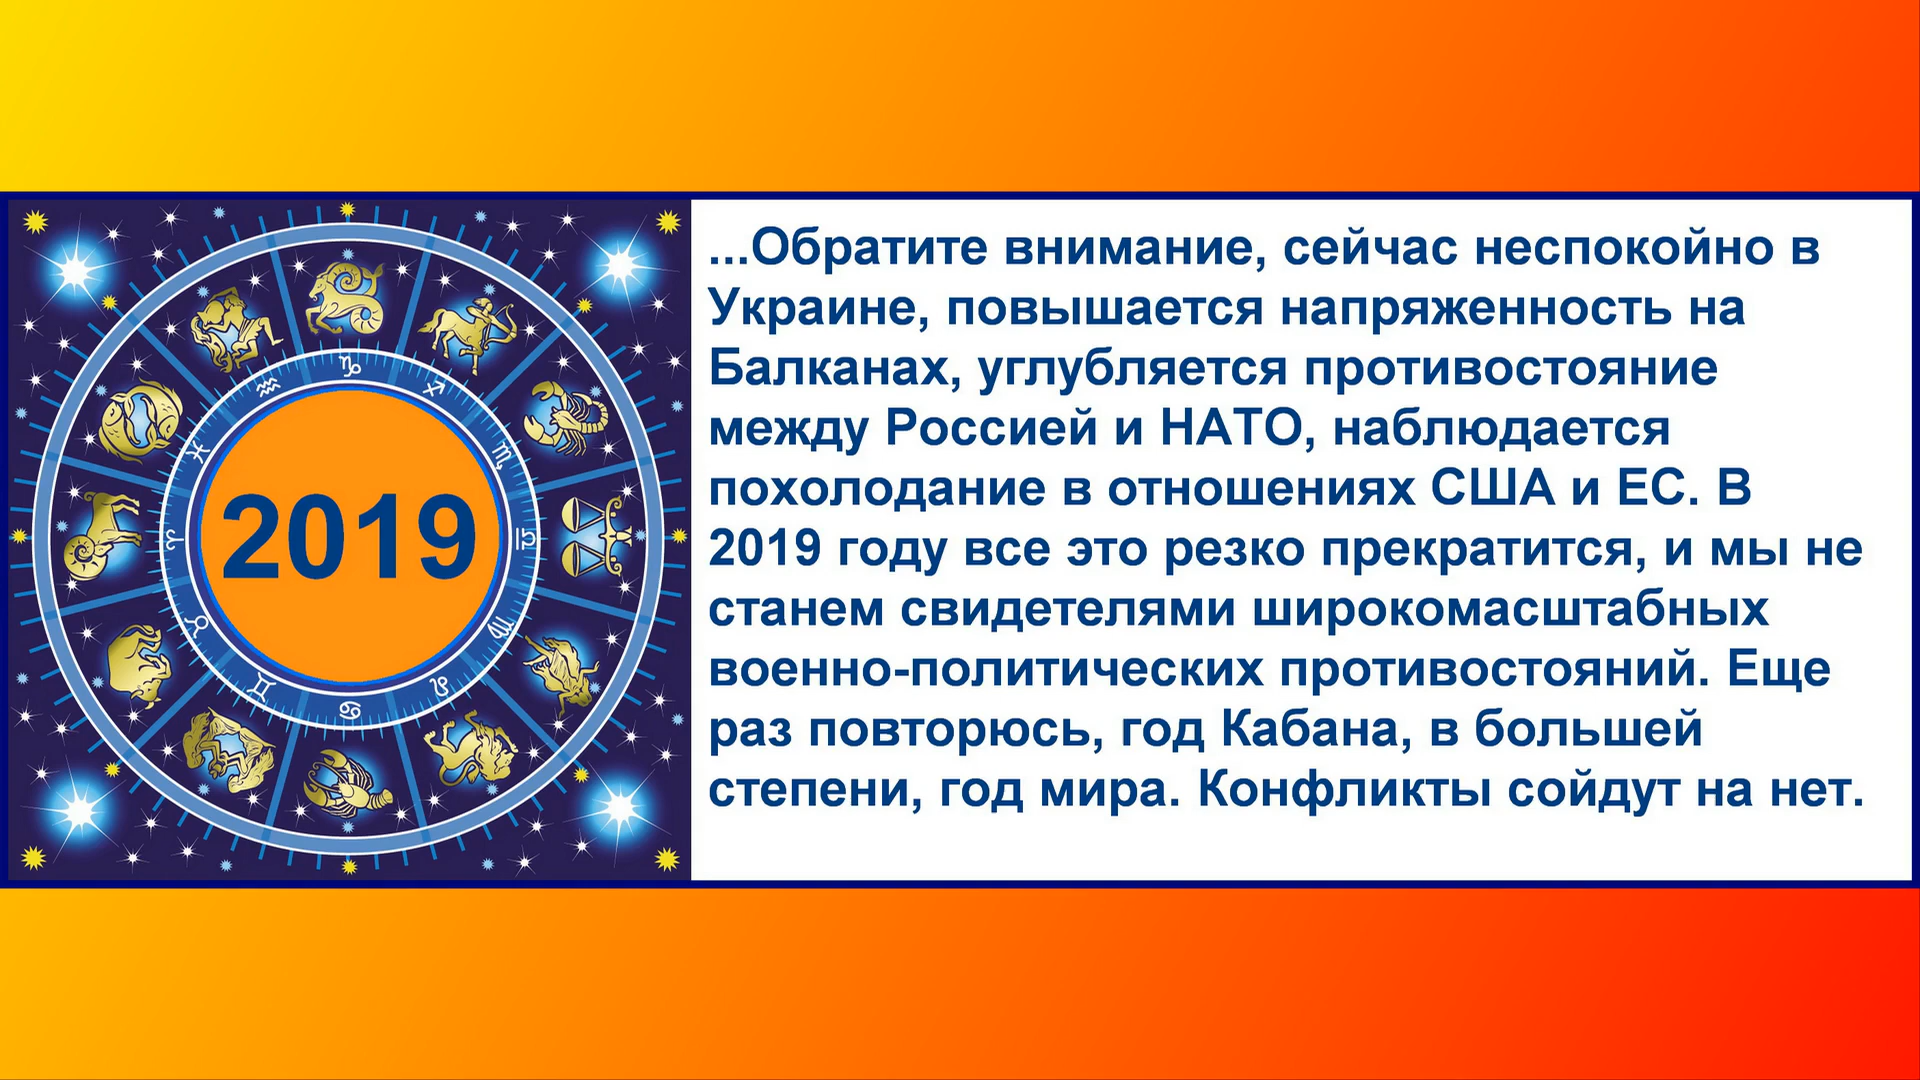 2019
...Обратите внимание, сейчас неспокойно в
Украине, повышается напряженность на
Балканах, углубляется противостояние
между Россией и НАТО, наблюдается
похолодание в отношениях США и ЕС. В
2019 году все это резко прекратится, и мы не
станем свидетелями широкомасштабных
военно-политических противостояний. Еще
раз повторюсь, год Кабана, в большей
степени, год мира. Конфликты сойдут на нет.